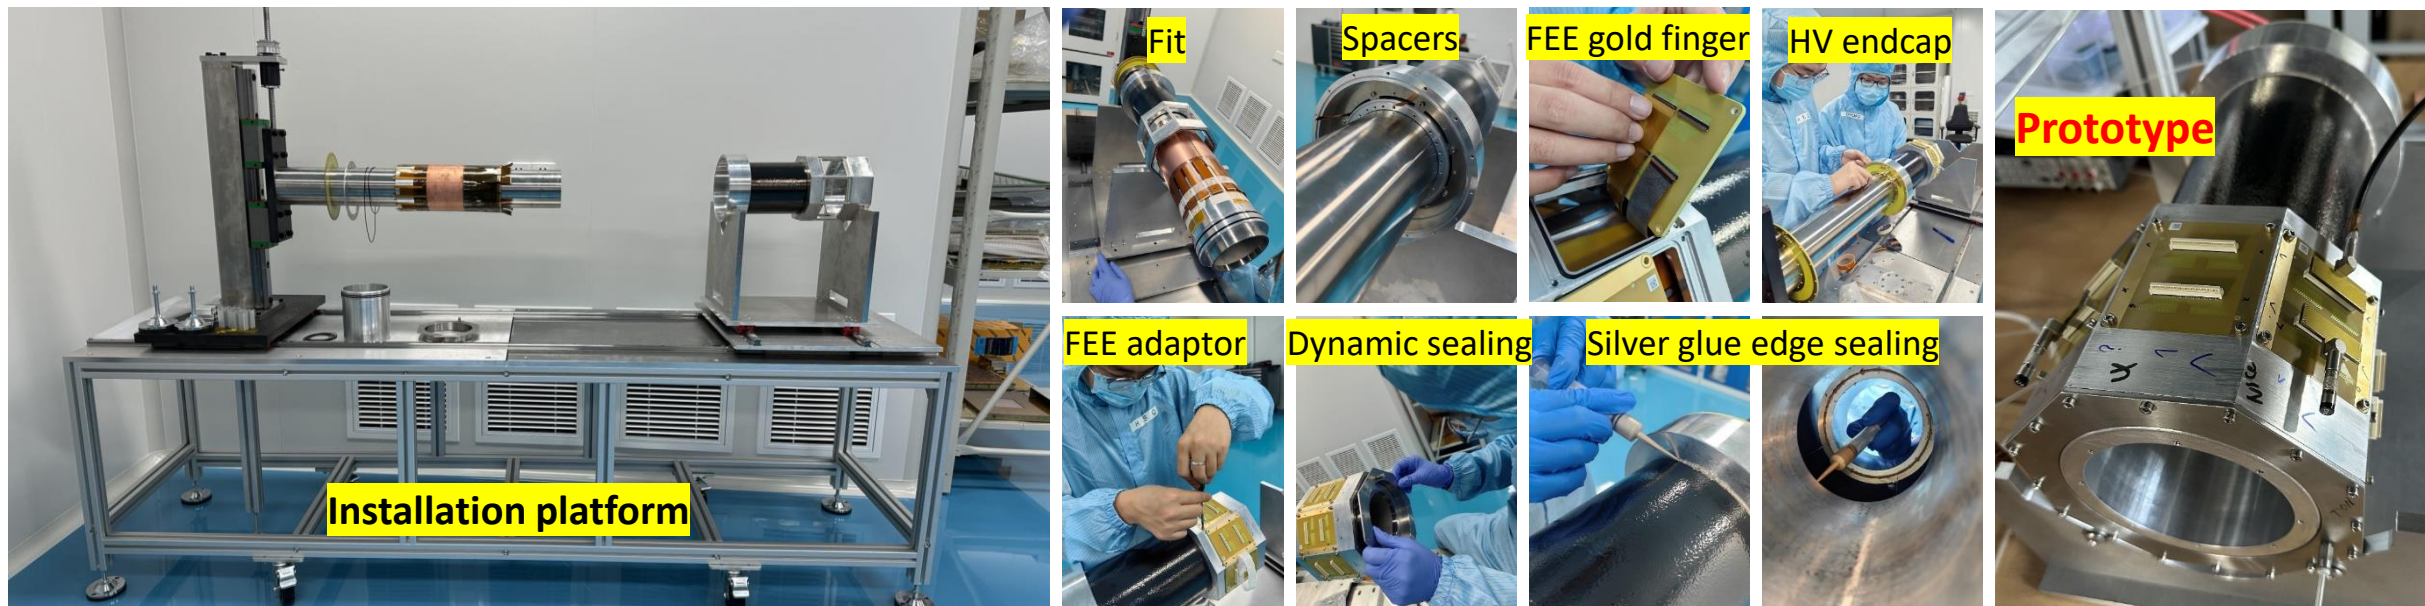 Fit
Spacers
FEE gold finger
HV endcap
Prototype
FEE adaptor
Dynamic sealing
Silver glue edge sealing
Installation platform